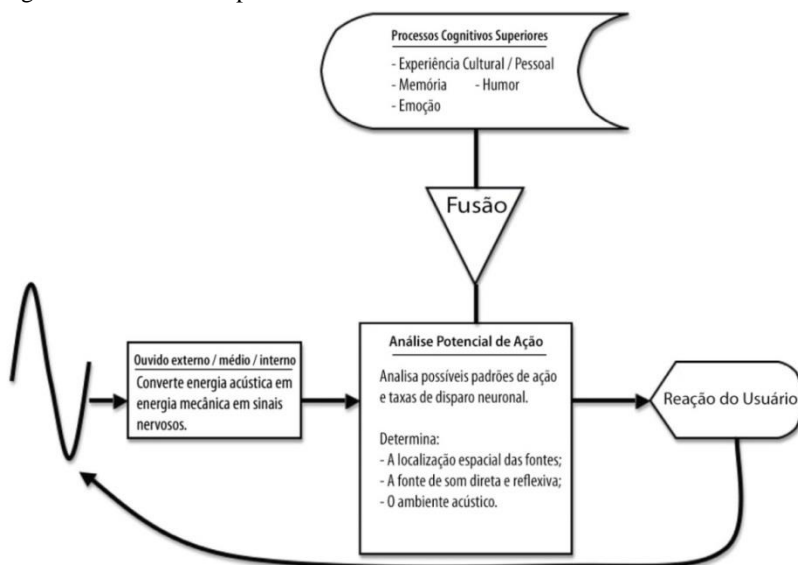 Processos Cognitivos Superiores
- Experiência Cultural / Pessoal
- Memória - Humor
- Emoção
Fusão
Ouvido externo / médio / interno
Converte energia acústica em
energia mecânica em sinais
nervosos.
Análise Potencial de Ação
Analisa possíveis padrões de ação
e taxas de disparo neuronal.
Determina:
- A localização espacial das fontes;
- A fonte de som direta e reflexiva;
- O ambiente acústico.
Reação do Usuário